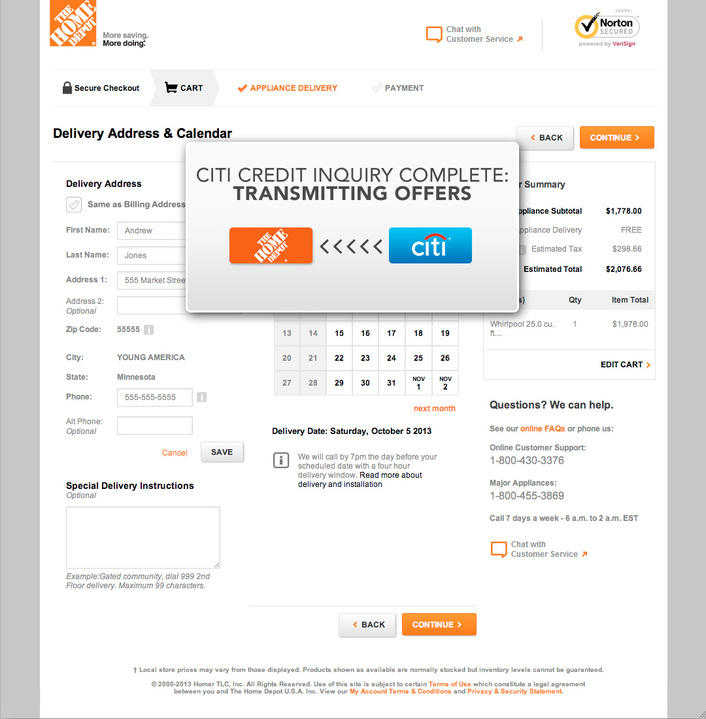 THE HOME DEPOT
More saving.
More doing.
Chat with
Customer Service
Norton
SECURED
powered by VeriSign
Secure Checkout
CART
APPLIANCE DELIVERY
PAYMENT
Delivery Address & Calendar
BACK
CONTINUE
CITI CREDIT INQUIRY COMPLETE:
TRANSMITTING OFFERS
THE HOME DEPOT
citi
Delivery Address
Same as Billing Address
First Name: Andrew
Last Name: Jones
Address 1: 555 Market Stree
Address 2:
Optional
Zip Code: 55555
City: YOUNG AMERICA
State: Minnesota
Phone: 555-555-5555
Alt Phone:
Optional
Cancel
SAVE
Special Delivery Instructions
Optional
Example:Gated community, dial 999 2nd
Floor delivery. Maximum 99 characters.
13 14 15 16 17 18 19
20 21 22 23 24 25 26
27 28 29 30 31 NOV 1 NOV 2
next month
Delivery Date: Saturday, October 5 2013
We will call by 7pm the day before your
scheduled date with a four hour
delivery window. Read more about
delivery and installation
r Summary
ppliance Subtotal $1,778.00
ppliance Delivery FREE
Estimated Tax $298.66
Estimated Total $2,076.66
s) Qty Item Total
Whirlpool 25.0 cu. 1 $1,978.00
ft....
EDIT CART
Questions? We can help.
See our online FAQs or phone us:
Online Customer Support:
1-800-430-3376
Major Appliances:
1-800-455-3869
Call 7 days a week - 6 a.m. to 2 a.m. EST
Chat with
Customer Service
BACK
CONTINUE
† Local store prices may vary from those displayed. Products shown as available are normally stocked but inventory levels cannot be guaranteed.
© 2000-2013 Homer TLC, Inc. All Rights Reserved. Use of this site is subject to certain Terms of Use which constitute a legal agreement
between you and The Home Depot U.S.A. Inc. View our My Account Terms & Conditions and Privacy & Security Statement.